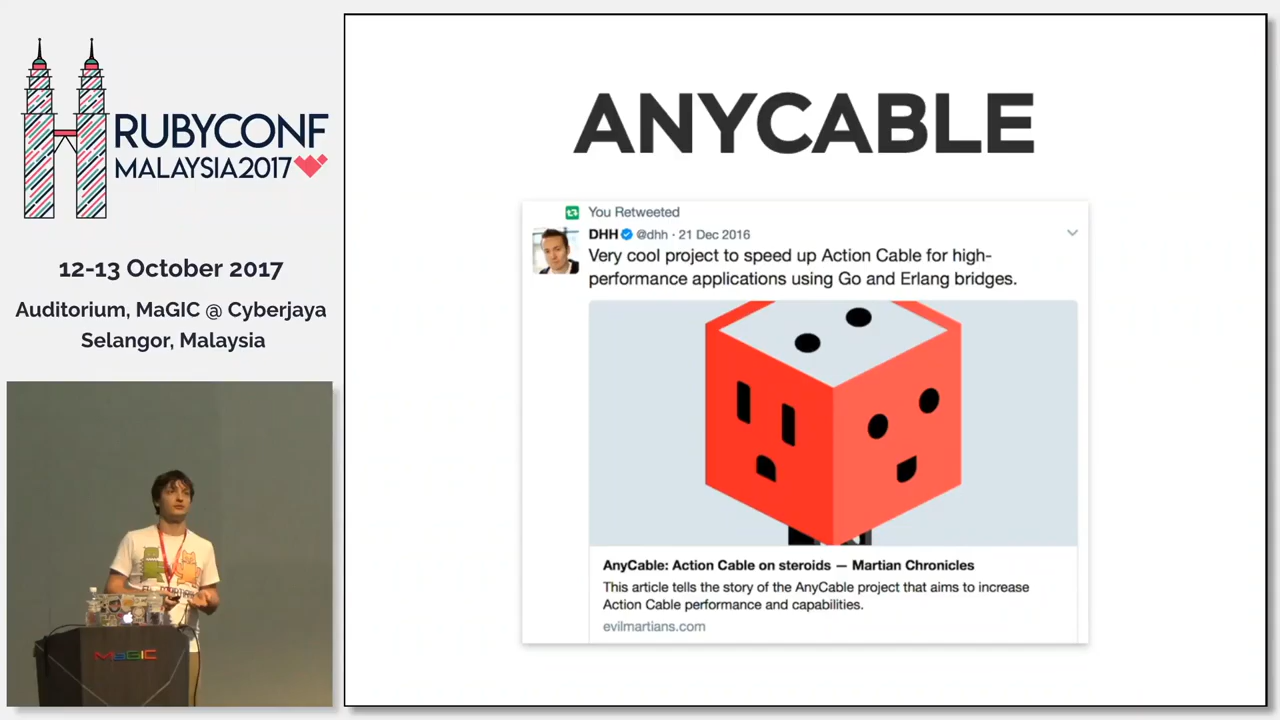 RUBYCONF
MALAYSIA2017
12-13 October 2017
Auditorium, MaGIC @ Cyberjaya
Selangor, Malaysia
MaGIC
ANYCABLE
You Retweeted
DHH @dhh · 21 Dec 2016
Very cool project to speed up Action Cable for high-
performance applications using Go and Erlang bridges.
AnyCable: Action Cable on steroids — Martian Chronicles
This article tells the story of the AnyCable project that aims to increase
Action Cable performance and capabilities.
evilmartians.com